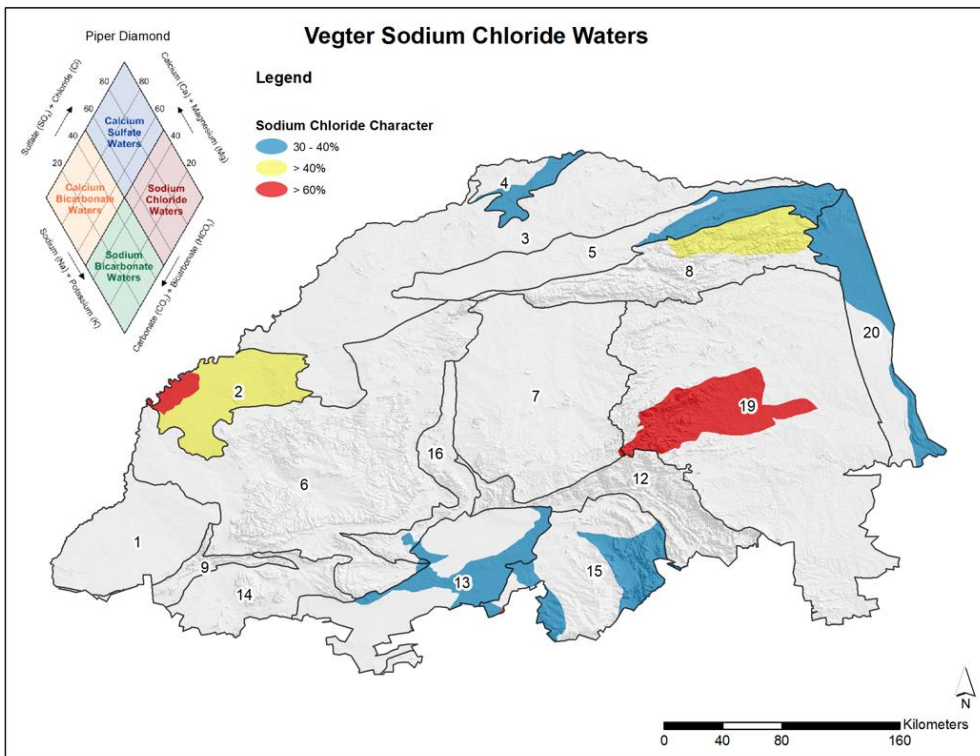 Vegter Sodium Chloride Waters
Piper Diamond
Sulfate (SO₄) + Chloride (Cl)
Calcium (Ca) + Magnesium (Mg)
80
80
60
60
40
40
20
20
Calcium
Sulfate
Waters
Calcium
Bicarbonate
Waters
Sodium
Chloride
Waters
Sodium
Bicarbonate
Waters
Sodium (Na) + Potassium (K)
Carbonate (CO₃) + Bicarbonate (HCO₃)
Legend
Sodium Chloride Character
30 - 40%
> 40%
> 60%
4
3
5
8
20
2
7
19
16
6
12
1
9
13
15
14
N
Kilometers
0
40
80
160